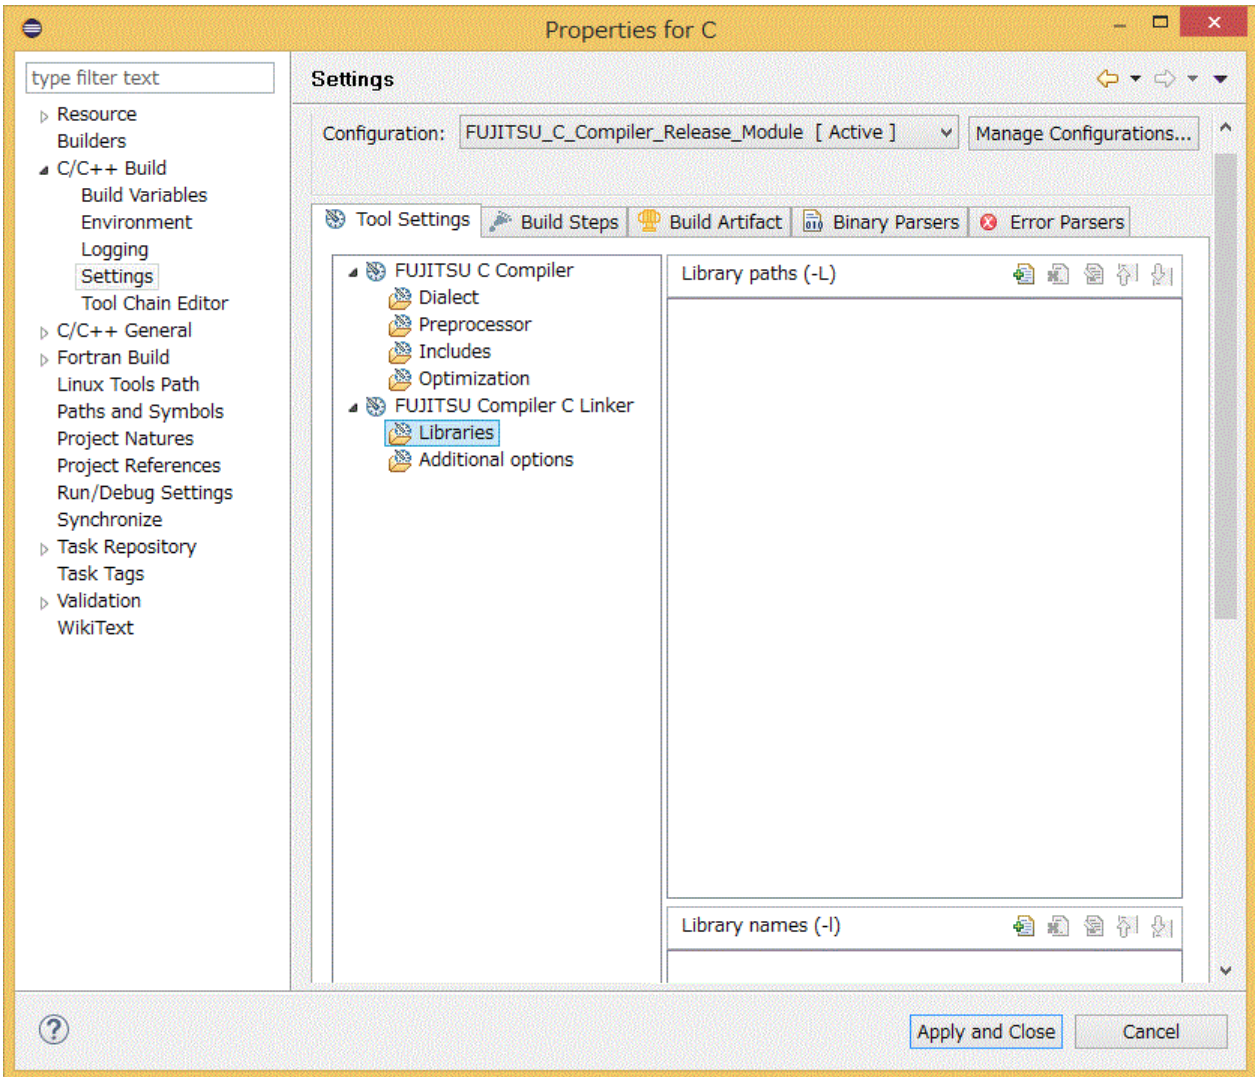 Properties for C
type filter text
Resource
Builders
C/C++ Build
Build Variables
Environment
Logging
Settings
Tool Chain Editor
C/C++ General
Fortran Build
Linux Tools Path
Paths and Symbols
Project Natures
Project References
Run/Debug Settings
Synchronize
Task Repository
Task Tags
Validation
WikiText
Settings
Configuration: FUJITSU_C_Compiler_Release_Module [ Active ] Manage Configurations...
Tool Settings Build Steps Build Artifact Binary Parsers Error Parsers
FUJITSU C Compiler
Dialect
Preprocessor
Includes
Optimization
FUJITSU Compiler C Linker
Libraries
Additional options
Library paths (-L)
Library names (-l)
Apply and Close Cancel